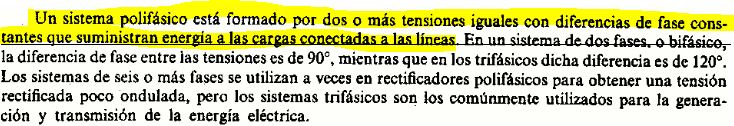 Un sistema polifásico está formado por dos o más tensiones iguales con diferencias de fase cons-
tantes que suministran energía a las cargas conectadas a las líneas. En un sistema de dos fases, o bifásico,
la diferencia de fase entre las tensiones es de 90°, mientras que en los trifásicos dicha diferencia es de 120°.
Los sistemas de seis o más fases se utilizan a veces en rectificadores polifásicos para obtener una tensión
rectificada poco ondulada, pero los sistemas trifásicos son los comúnmente utilizados para la genera-
ción y transmisión de la energía eléctrica.